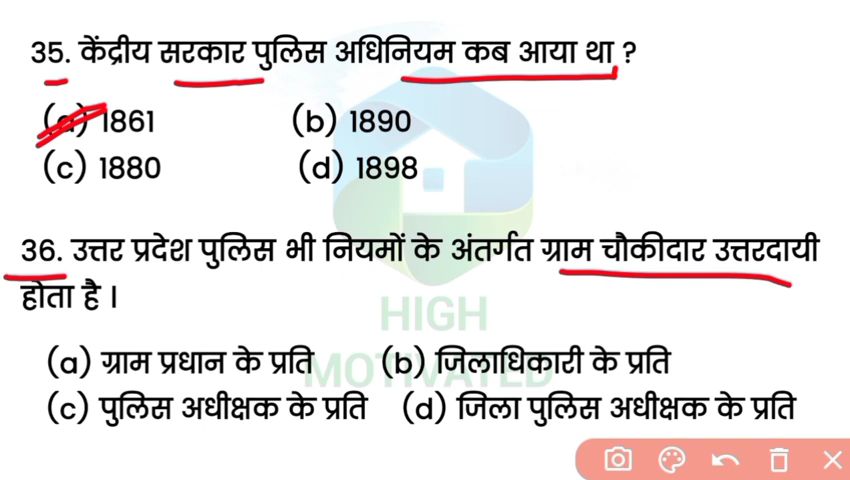 35. केंद्रीय सरकार पुलिस अधिनियम कब आया था ?
(a) 1861 (b) 1890
(c) 1880 (d) 1898
36. उत्तर प्रदेश पुलिस भी नियमों के अंतर्गत ग्राम चौकीदार उत्तरदायी
होता है ।
HIGH
(a) ग्राम प्रधान के प्रति (b) जिलाधिकारी के प्रति
MOTIVATED
(c) पुलिस अधीक्षक के प्रति (d) जिला पुलिस अधीक्षक के प्रति